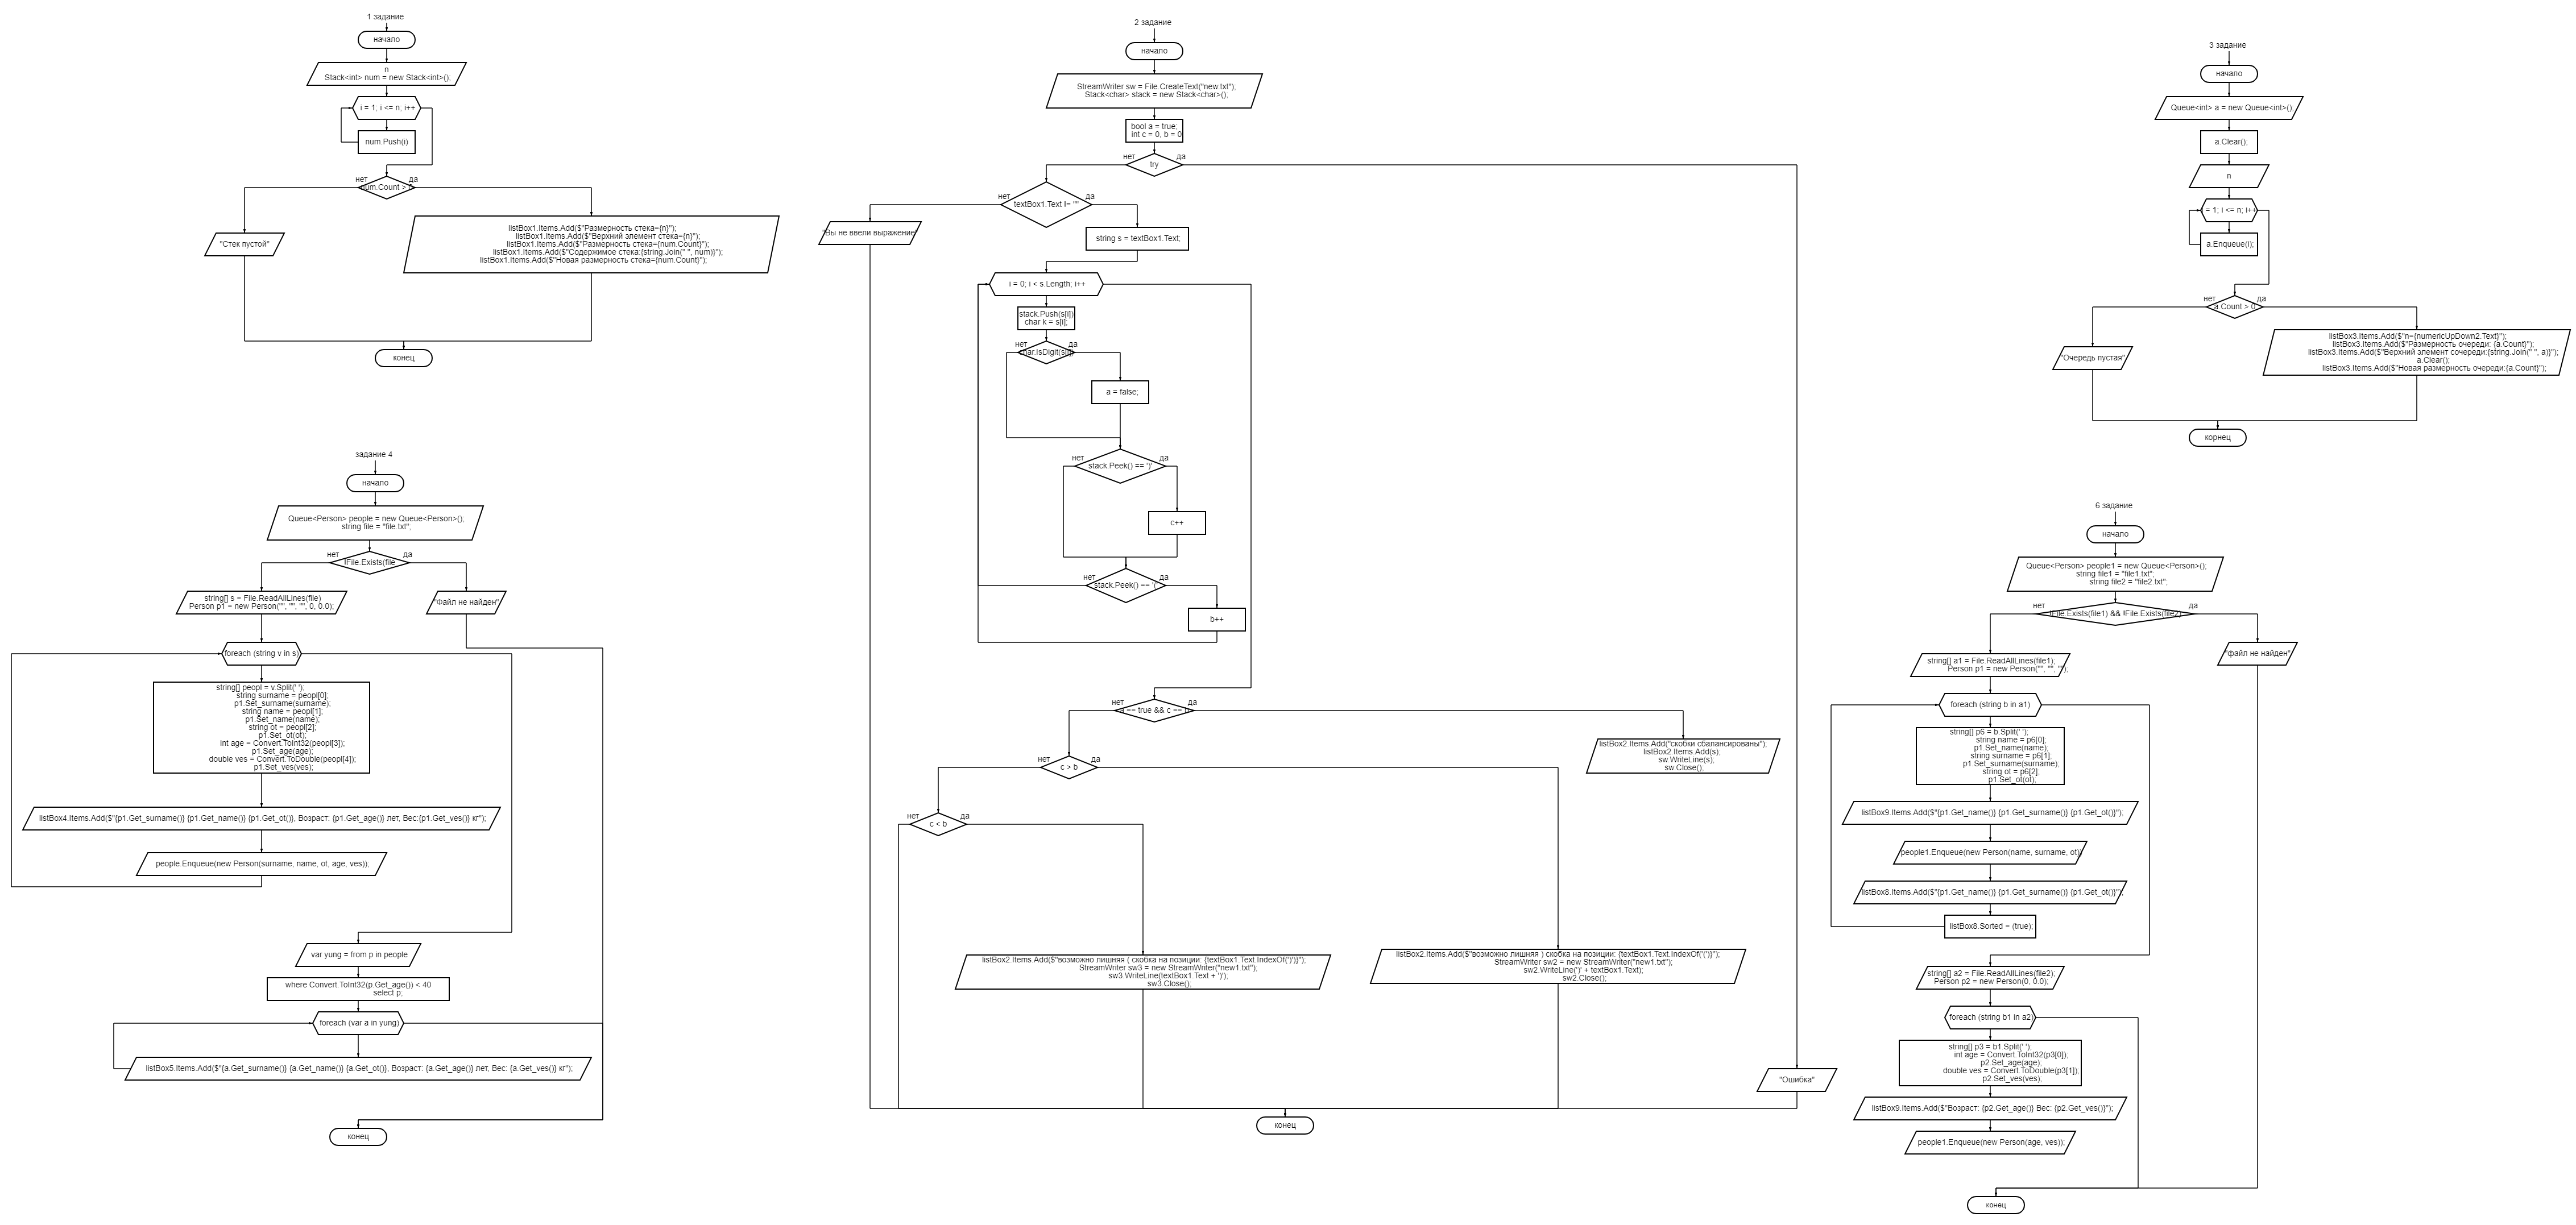 1 задание
начало
n
Stack<int> num = new Stack<int>();
i = 1; i <= n; i++
num.Push(i)
нет
да
num.Count >
"Стек пустой"
listBox1.Items.Add($"Размерность стека={n}");
listBox1.Items.Add($"Верхний элемент стека={n}");
listBox1.Items.Add($"Размерность стека={num.Count}");
listBox1.Items.Add($"Содержимое стека:{string.Join(" ", num)}");
listBox1.Items.Add($"Новая размерность стека={num.Count}");
конец
2 задание
начало
StreamWriter sw = File.CreateText("new.txt");
Stack<char> stack = new Stack<char>();
bool a = true;
int c = 0, b = 0
нет
да
try
нет
да
textBox1.Text != ""
"Вы не ввели выражение"
string s = textBox1.Text;
i = 0; i < s.Length; i++
stack.Push(s[i])
char k = s[i];
нет
да
char.IsDigit(s[i])
a = false;
нет
да
stack.Peek() == ')'
c++
нет
да
stack.Peek() == '('
b++
нет
да
== true && c ==
listBox2.Items.Add("скобки сбалансированы");
listBox2.Items.Add(s);
sw.WriteLine(s);
sw.Close();
нет
да
c > b
нет
да
c < b
listBox2.Items.Add($"возможно лишняя ( скобка на позиции: {textBox1.Text.IndexOf(')')}");
StreamWriter sw3 = new StreamWriter("new1.txt");
sw3.WriteLine(textBox1.Text + ')');
sw3.Close();
listBox2.Items.Add($"возможно лишняя ) скобка на позиции: {textBox1.Text.IndexOf('(')}");
StreamWriter sw2 = new StreamWriter("new1.txt");
sw2.WriteLine(')' + textBox1.Text);
sw2.Close();
"Ошибка"
конец
3 задание
начало
Queue<int> a = new Queue<int>();
a.Clear();
n
= 1; i <= n; i++
a.Enqueue(i);
нет
да
a.Count > 0
"Очередь пустая"
listBox3.Items.Add($"n={numericUpDown2.Text}");
listBox3.Items.Add($"Размерность очереди: {a.Count}");
listBox3.Items.Add($"Верхний элемент сочереди:{string.Join(" ", a)}");
a.Clear();
listBox3.Items.Add($"Новая размерность очереди:{a.Count}");
корнец
задание 4
начало
Queue<Person> people = new Queue<Person>();
string file = "file.txt";
нет
да
!File.Exists(file
string[] s = File.ReadAllLines(file)
Person p1 = new Person("", "", "", 0, 0.0);
"Файл не найден"
foreach (string v in s)
string[] peopl = v.Split(' ');
string surname = peopl[0];
p1.Set_surname(surname);
string name = peopl[1];
p1.Set_name(name);
string ot = peopl[2];
p1.Set_ot(ot);
int age = Convert.ToInt32(peopl[3]);
p1.Set_age(age);
double ves = Convert.ToDouble(peopl[4]);
p1.Set_ves(ves);
listBox4.Items.Add($"{p1.Get_surname()} {p1.Get_name()} {p1.Get_ot()}, Возраст: {p1.Get_age()} лет, Вес:{p1.Get_ves()} кг");
people.Enqueue(new Person(surname, name, ot, age, ves));
var yung = from p in people
where Convert.ToInt32(p.Get_age()) < 40
select p;
foreach (var a in yung)
listBox5.Items.Add($"{a.Get_surname()} {a.Get_name()} {a.Get_ot()}, Возраст: {a.Get_age()} лет, Вес: {a.Get_ves()} кг");
конец
6 задание
начало
Queue<Person> people1 = new Queue<Person>();
string file1 = "file1.txt";
string file2 = "file2.txt";
нет
да
!File.Exists(file1) && !File.Exists(file2)
string[] a1 = File.ReadAllLines(file1);
Person p1 = new Person("", "", "");
"файл не найден"
foreach (string b in a1)
string[] p6 = b.Split(' ');
string name = p6[0];
p1.Set_name(name);
string surname = p6[1];
p1.Set_surname(surname);
string ot = p6[2];
p1.Set_ot(ot);
listBox9.Items.Add($"{p1.Get_name()} {p1.Get_surname()} {p1.Get_ot()}");
people1.Enqueue(new Person(name, surname, ot)
listBox8.Items.Add($"{p1.Get_name()} {p1.Get_surname()} {p1.Get_ot()}");
listBox8.Sorted = (true);
string[] a2 = File.ReadAllLines(file2);
Person p2 = new Person(0, 0.0);
foreach (string b1 in a2)
string[] p3 = b1.Split(' ');
int age = Convert.ToInt32(p3[0]);
p2.Set_age(age);
double ves = Convert.ToDouble(p3[1]);
p2.Set_ves(ves);
listBox9.Items.Add($"Возраст: {p2.Get_age()} Вес: {p2.Get_ves()}");
people1.Enqueue(new Person(age, ves));
конец